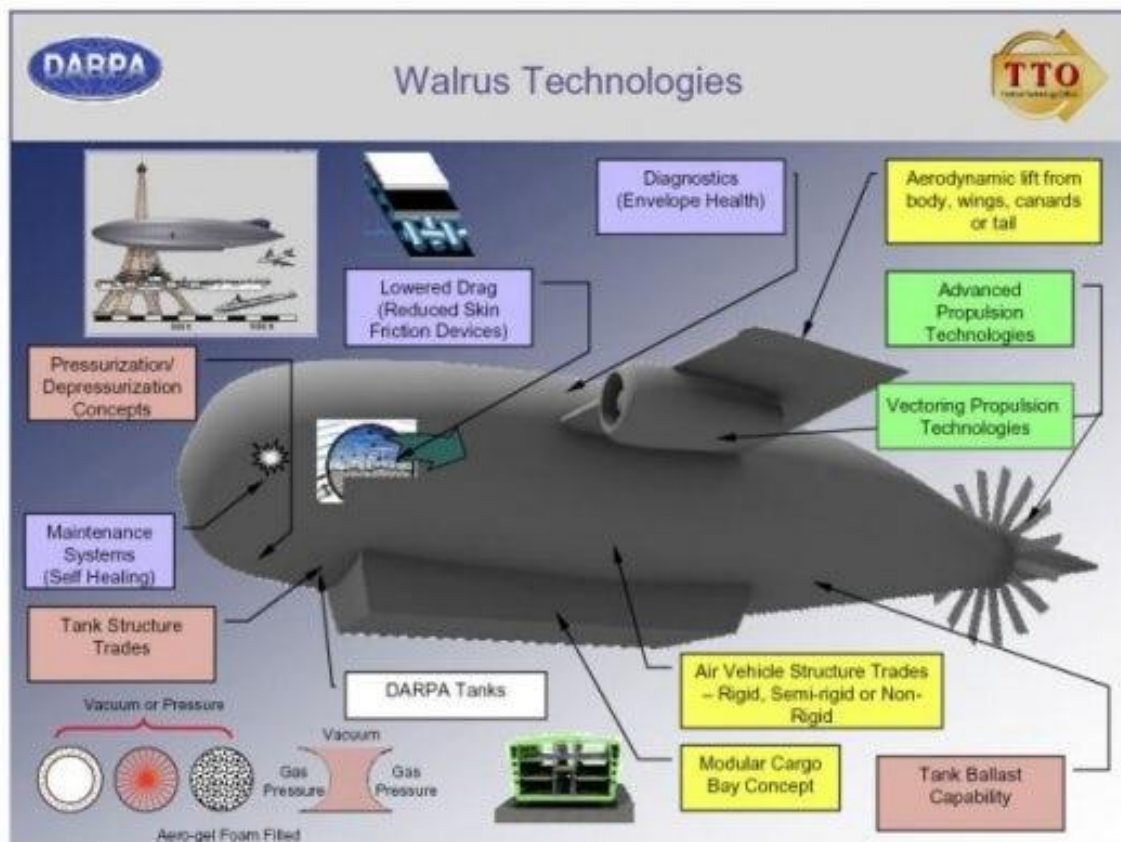 DARPA
Walrus Technologies
TTO
Diagnostics
(Envelope Health)
Aerodynamic lift from
body, wings, canards
or tail
Lowered Drag
(Reduced Skin
Friction Devices)
Advanced
Propulsion
Technologies
Pressurization/
Depressurization
Concepts
Vectoring Propulsion
Technologies
Maintenance
Systems
(Self Healing)
Tank Structure
Trades
DARPA Tanks
Air Vehicle Structure Trades
– Rigid, Semi-rigid or Non-
Rigid
Vacuum or Pressure
Vacuum
Gas
Pressure
Gas
Pressure
Modular Cargo
Bay Concept
Tank Ballast
Capability
Aero-gel Foam Filled